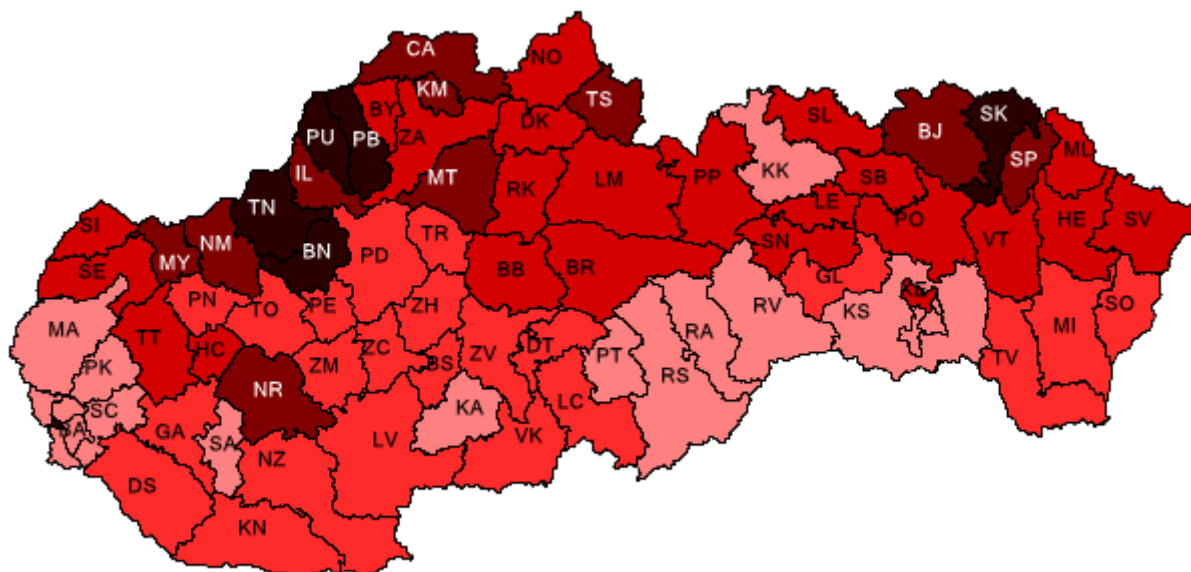 CA
NO
KM
TS
BY
PU
PB
ZA
DK
SL
SK
BJ
SP
ML
IL
MT
RK
LM
PP
KK
SB
TN
LE
PO
HE
SV
SI
NM
BN
TR
SN
VT
MY
PD
BB
BR
SE
RV
GL
PN
TO
PE
ZH
KS
SO
MA
MI
TT
HC
ZM
ZC
BS
ZV
DT
PT
RA
TV
PK
NR
RS
SC
KA
LC
GA
SA
LV
VK
NZ
DS
KN